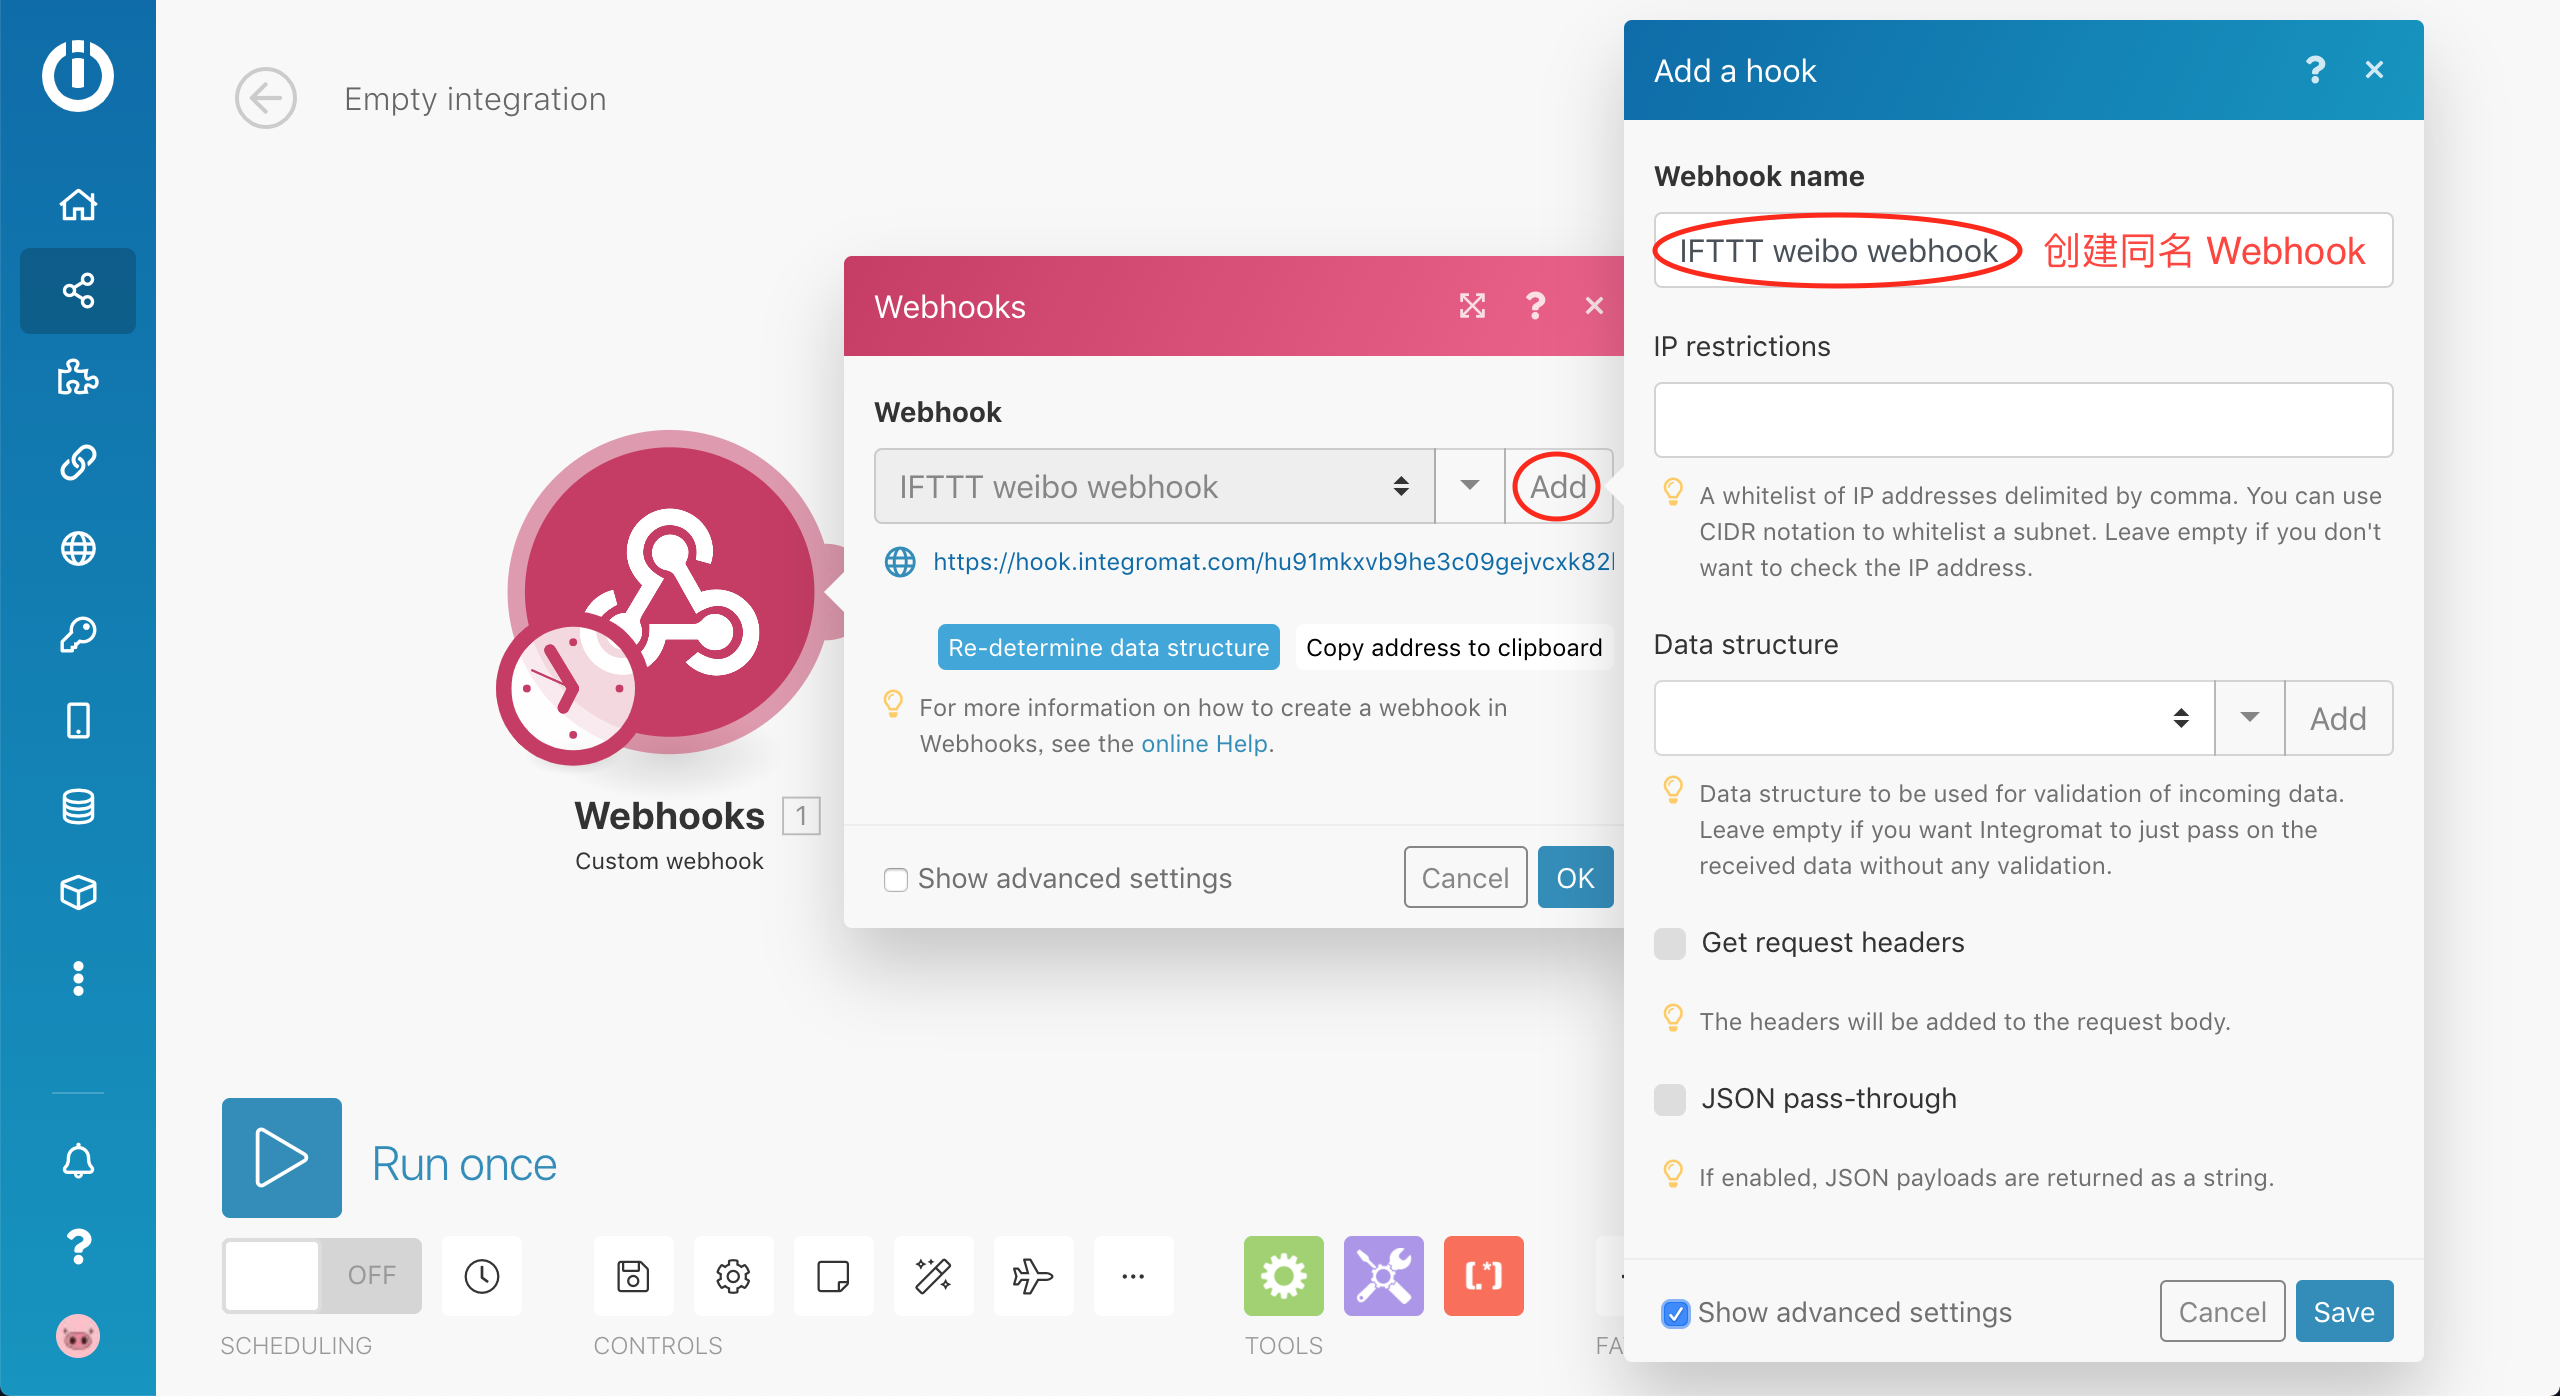 Empty integration
Webhooks
1
Custom webhook
Webhooks
Webhook
IFTTT weibo webhook
Add
https://hook.integromat.com/hu91mkxvb9he3c09gejvcxk82
Re-determine data structure
Copy address to clipboard
For more information on how to create a webhook in
Webhooks, see the online Help.
Show advanced settings
Cancel
OK
Add a hook
Webhook name
IFTTT weibo webhook 创建同名 Webhook
IP restrictions
A whitelist of IP addresses delimited by comma. You can use
CIDR notation to whitelist a subnet. Leave empty if you don't
want to check the IP address.
Data structure
Add
Data structure to be used for validation of incoming data.
Leave empty if you want Integromat to just pass on the
received data without any validation.
Get request headers
The headers will be added to the request body.
JSON pass-through
If enabled, JSON payloads are returned as a string.
Show advanced settings
Cancel
Save
Run once
OFF
SCHEDULING
CONTROLS
TOOLS
FA